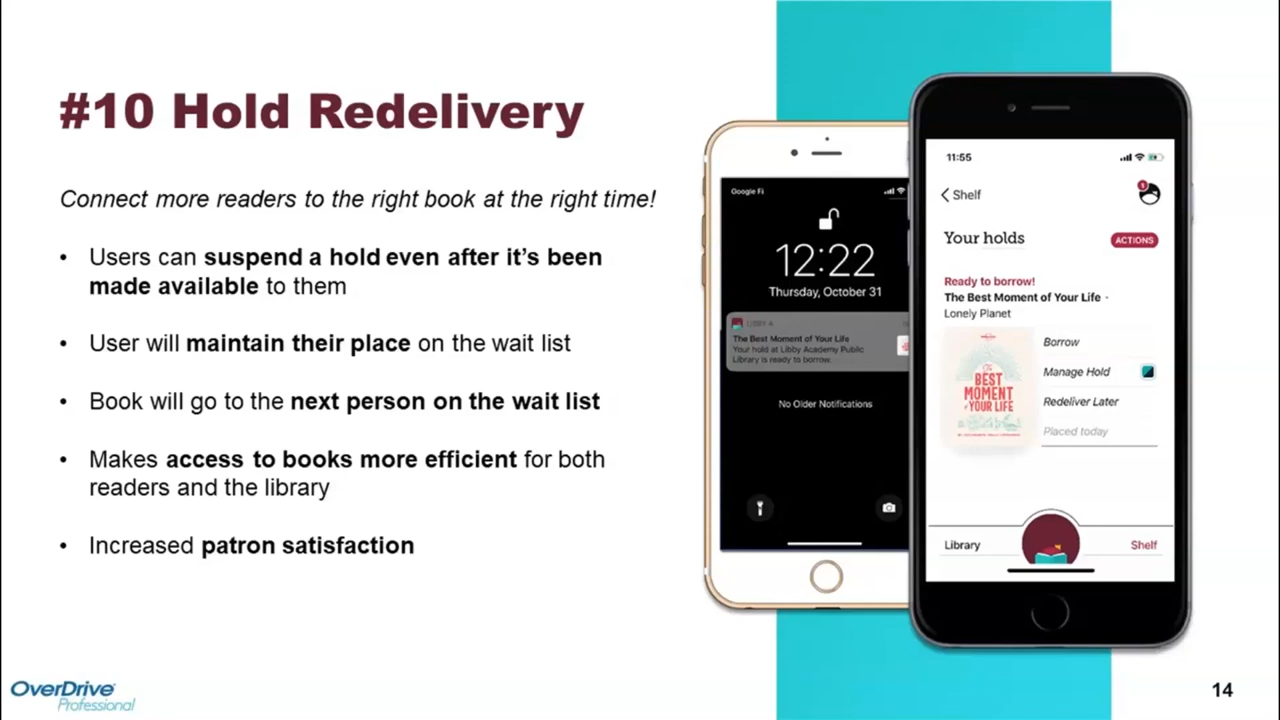 #10 Hold Redelivery
Connect more readers to the right book at the right time!
• Users can suspend a hold even after it's been
made available to them
• User will maintain their place on the wait list
• Book will go to the next person on the wait list
• Makes access to books more efficient for both
readers and the library
• Increased patron satisfaction
Google Fi
12:22
Thursday, October 31
The Best Moment of Your Life
Your hold at Libby Academy Public
Library is ready to borrow.
No Older Notifications
11:55
Shelf
1
Your holds
ACTIONS
Ready to borrow!
The Best Moment of Your Life -
Lonely Planet
The
BEST
MOMENT
of YOUR LIFE
Borrow
Manage Hold
Redeliver Later
Placed today
Library
Shelf
OverDrive
Professional
14